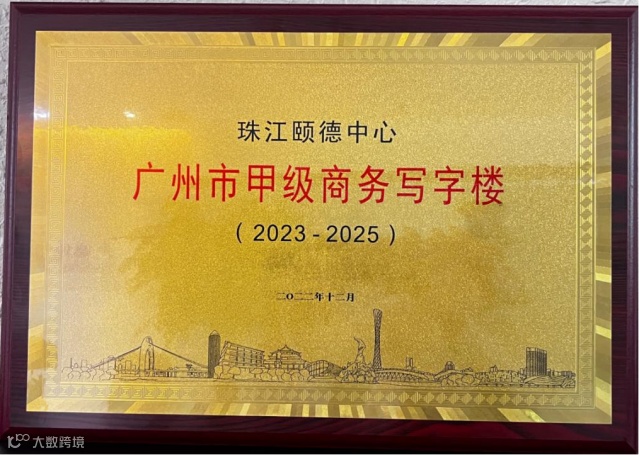 珠江颐德中心
广州市甲级商务写字楼
（2023-2025）
二〇二二年十二月
大数跨境